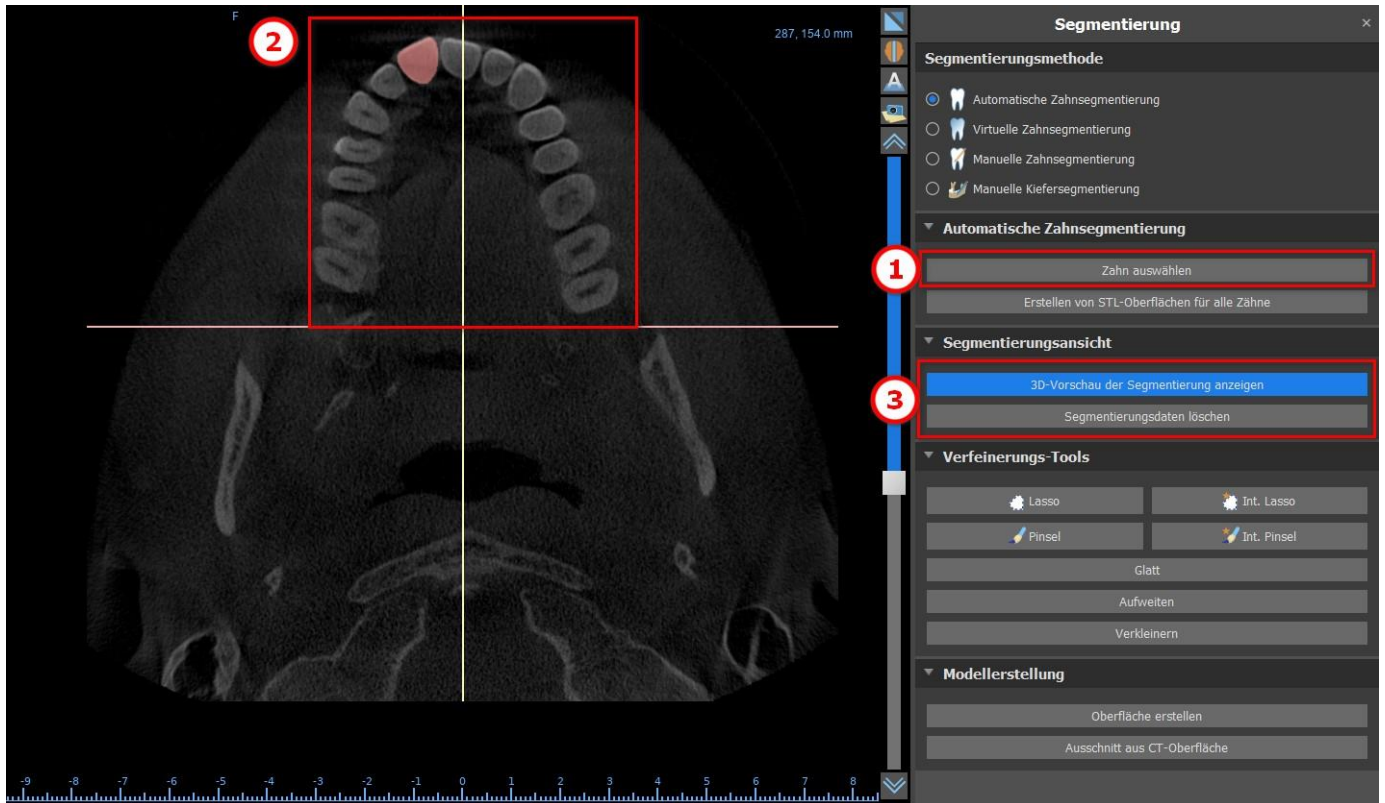 F
287, 154.0 mm
2
A
Segmentierung
×
Segmentierungsmethode
Automatische Zahnsegmentierung
Virtuelle Zahnsegmentierung
Manuelle Zahnsegmentierung
Manuelle Kiefersegmentierung
Automatische Zahnsegmentierung
1
Zahn auswählen
Erstellen von STL-Oberflächen für alle Zähne
Segmentierungsansicht
3D-Vorschau der Segmentierung anzeigen
3
Segmentierungsdaten löschen
Verfeinerungs-Tools
Lasso
Int. Lasso
Pinsel
Int. Pinsel
Glatt
Aufweiten
Verkleinern
Modellerstellung
Oberfläche erstellen
Ausschnitt aus CT-Oberfläche
-9 -8 -7 -6 -5 -4 -3 -2 -1 0 1 2 3 4 5 6 7 8